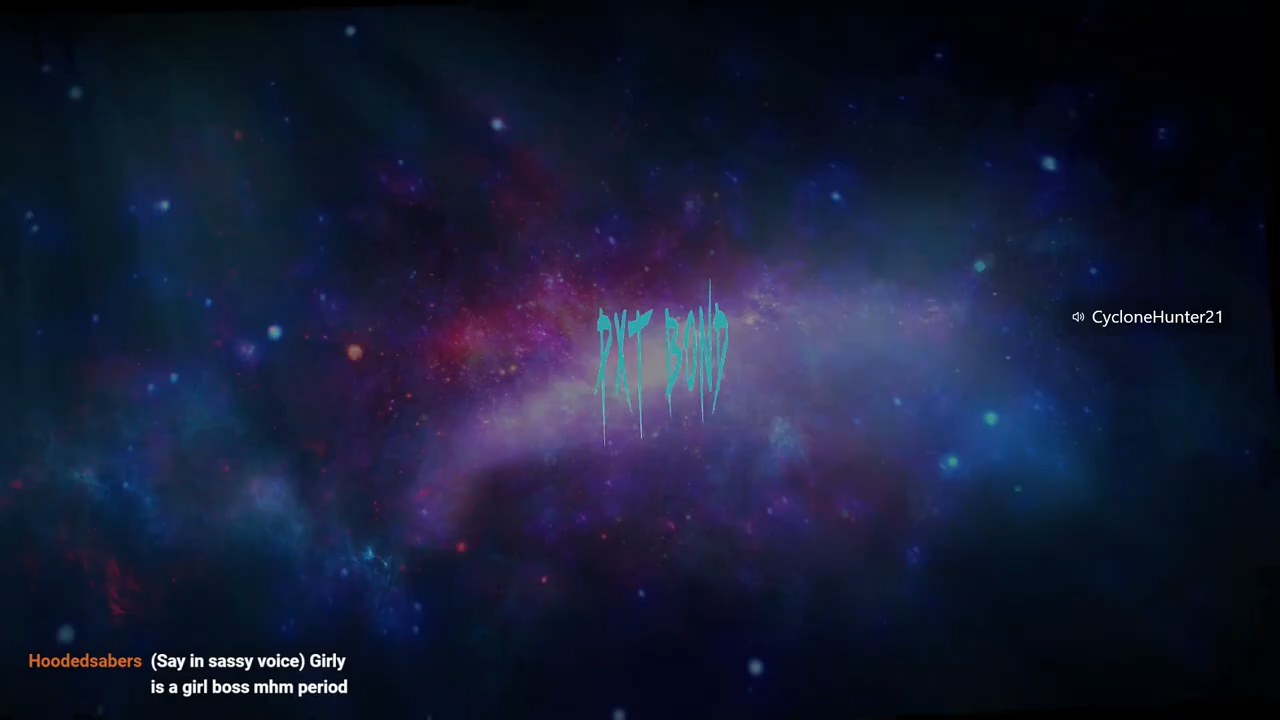 PXT BOND
CycloneHunter21
Hoodedsabers (Say in sassy voice) Girly
is a girl boss mhm period